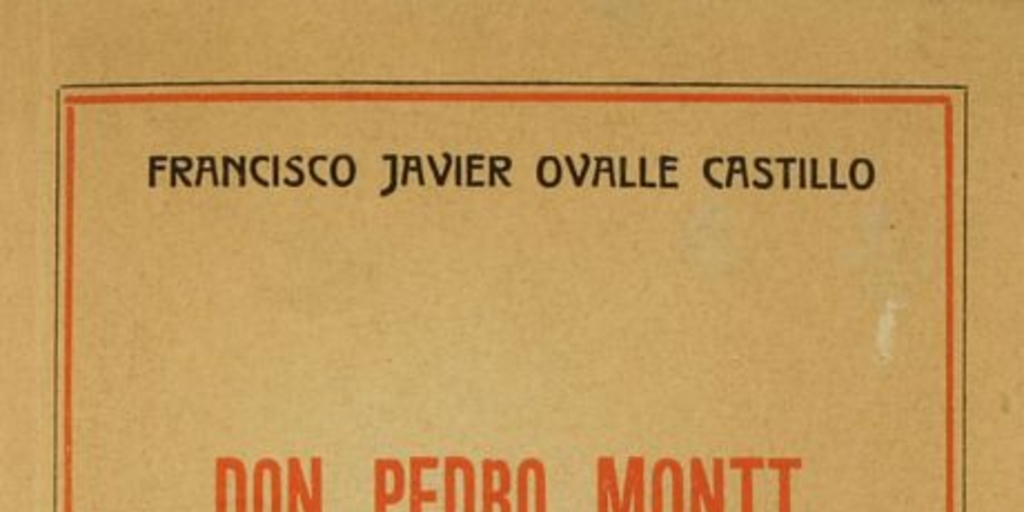 FRANCISCO JAVIER OVALLE CASTILLO
DON PEDRO MONTT